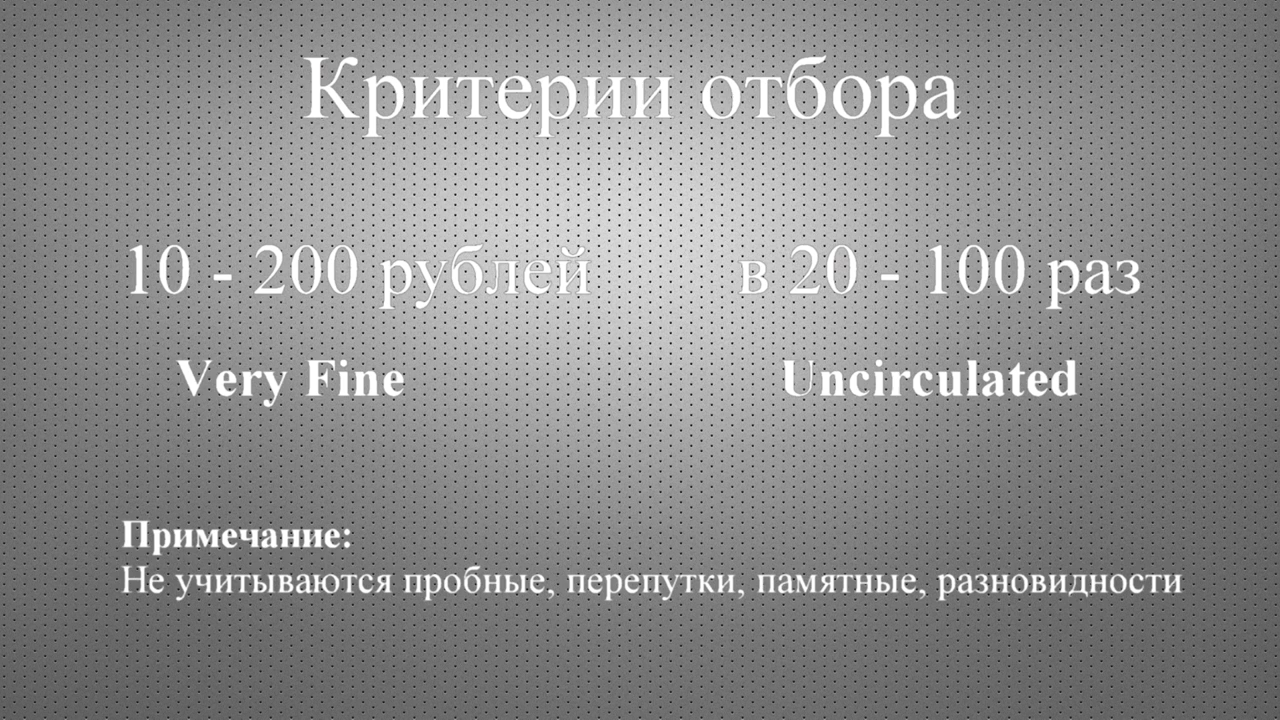 Критерии отбора
10 - 200 рублей в 20 - 100 раз
Very Fine Uncirculated
Примечание:
Не учитываются пробные, перепутки, памятные, разновидности